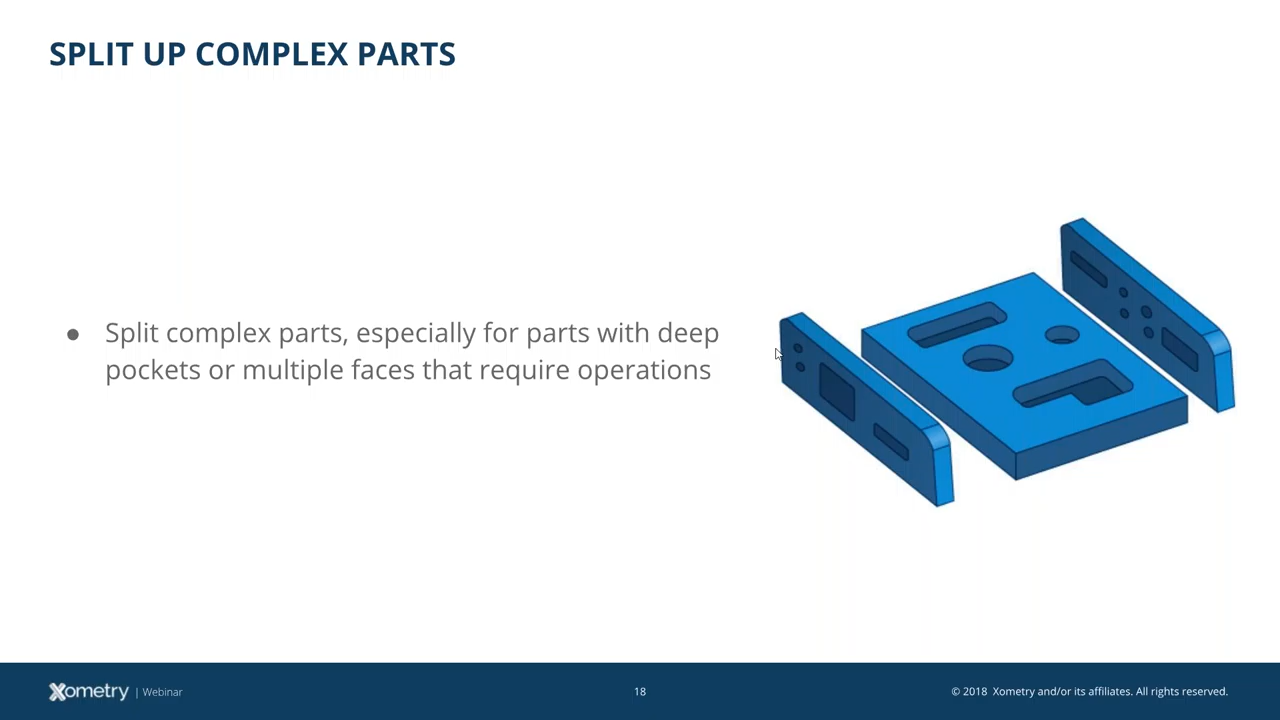 SPLIT UP COMPLEX PARTS
● Split complex parts, especially for parts with deep
pockets or multiple faces that require operations
Xometry | Webinar
18
© 2018 Xometry and/or its affiliates. All rights reserved.